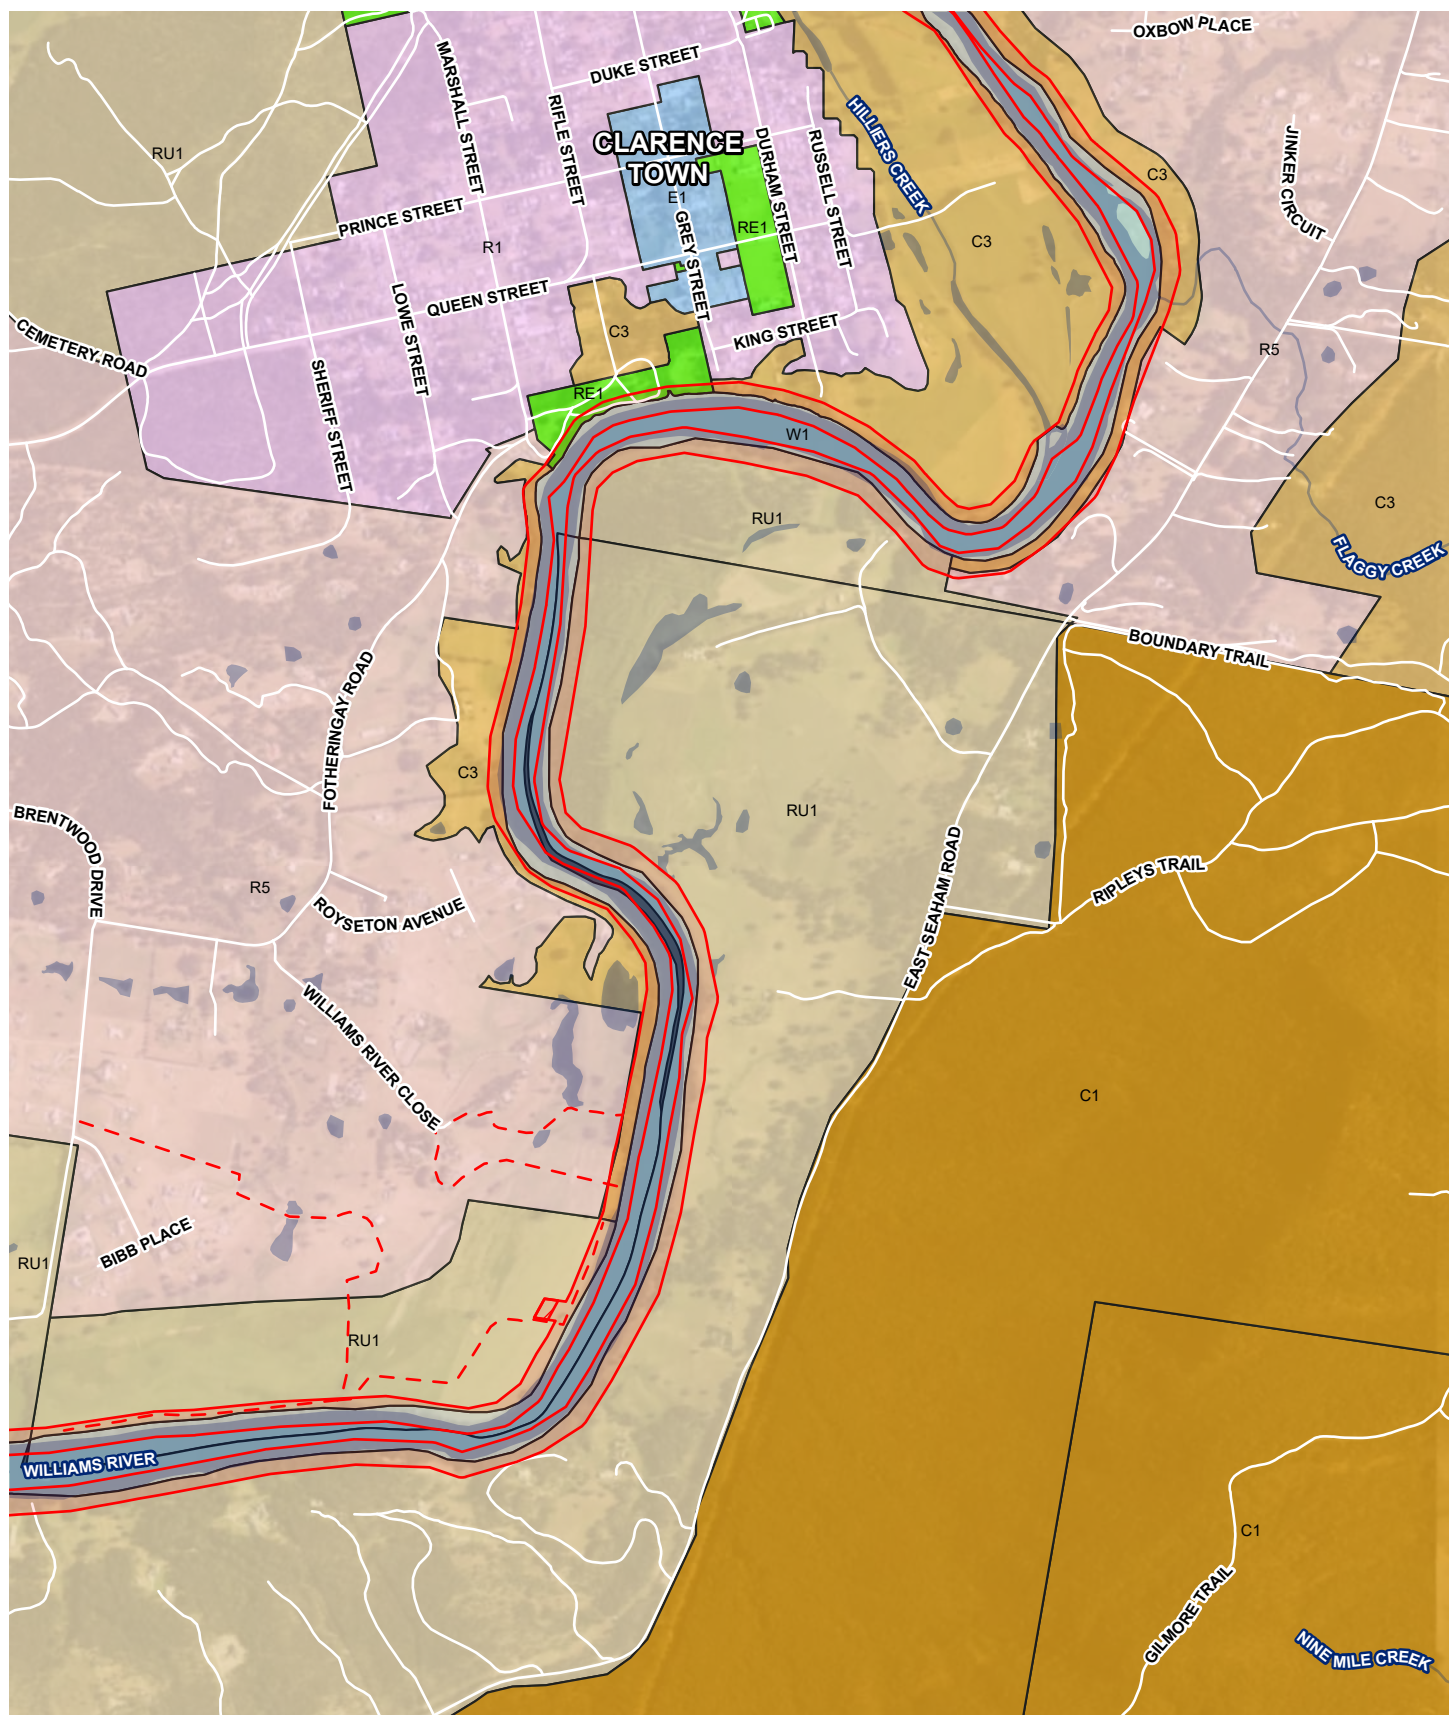 OXBOW PLACE
MARSHALL STREET
DUKE STREET
RIFLE STREET
HILLIERS CREEK
CLARENCE
TOWN
DURHAM STREET
RUSSELL STREET
JINKER CIRCUIT
RU1
C3
E1
PRINCE STREET
GREY STREET
RE1
R1
C3
QUEEN STREET
LOWE STREET
CEMETERY ROAD
C3
KING STREET
R5
SHERIFF STREET
RE1
W1
C3
RU1
FLAGGY CREEK
BOUNDARY TRAIL
FOTHERINGAY ROAD
C3
RU1
BRENTWOOD DRIVE
EAST SEAHAM ROAD
RIPLEYS TRAIL
R5
ROYSETON AVENUE
WILLIAMS RIVER CLOSE
C1
BIBB PLACE
RU1
RU1
WILLIAMS RIVER
C1
GILMORE TRAIL
NINE MILE CREEK